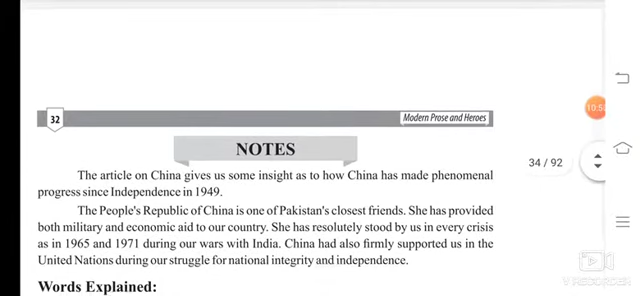 32
Modern Prose and Heroes
10:5
NOTES
34 / 92
The article on China gives us some insight as to how China has made phenomenal
progress since Independence in 1949.
The People's Republic of China is one of Pakistan's closest friends. She has provided
both military and economic aid to our country. She has resolutely stood by us in every crisis
as in 1965 and 1971 during our wars with India. China had also firmly supported us in the
United Nations during our struggle for national integrity and independence.
Words Explained: